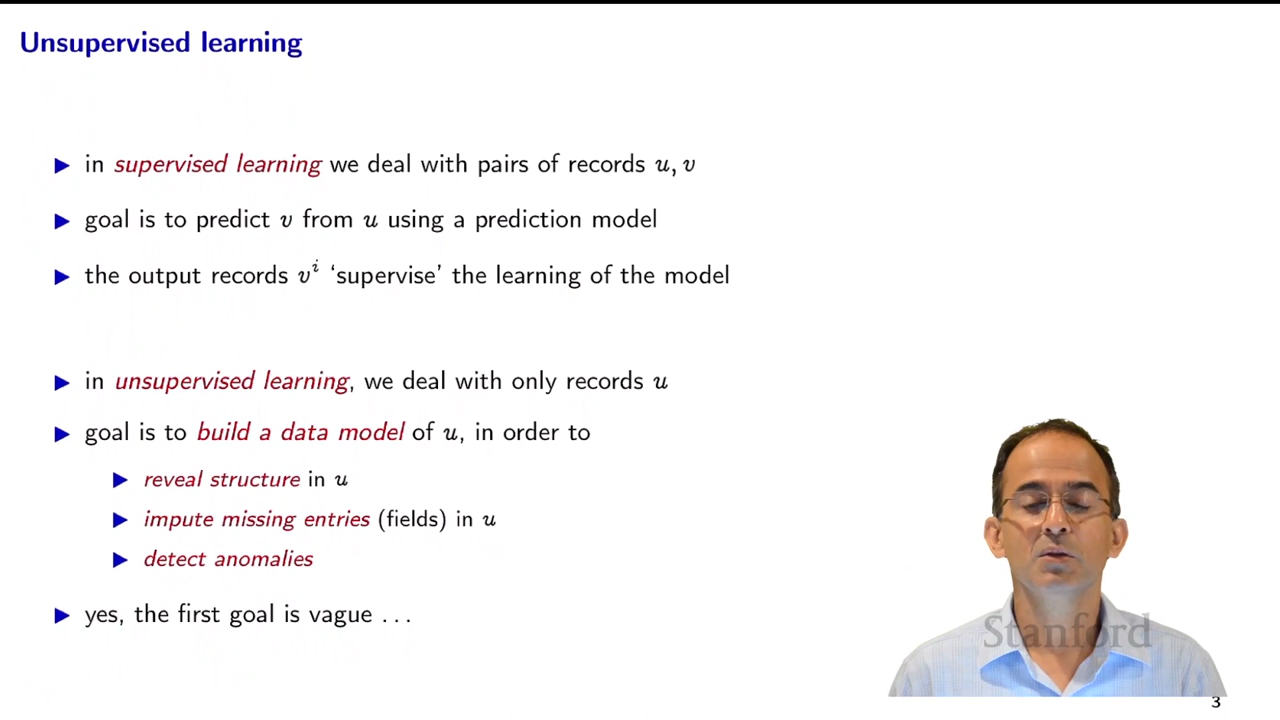 Unsupervised learning
▶ in supervised learning we deal with pairs of records u, v
▶ goal is to predict v from u using a prediction model
▶ the output records vⁱ ‘supervise’ the learning of the model
▶ in unsupervised learning, we deal with only records u
▶ goal is to build a data model of u, in order to
▶ reveal structure in u
▶ impute missing entries (fields) in u
▶ detect anomalies
▶ yes, the first goal is vague ...
Stanford
3